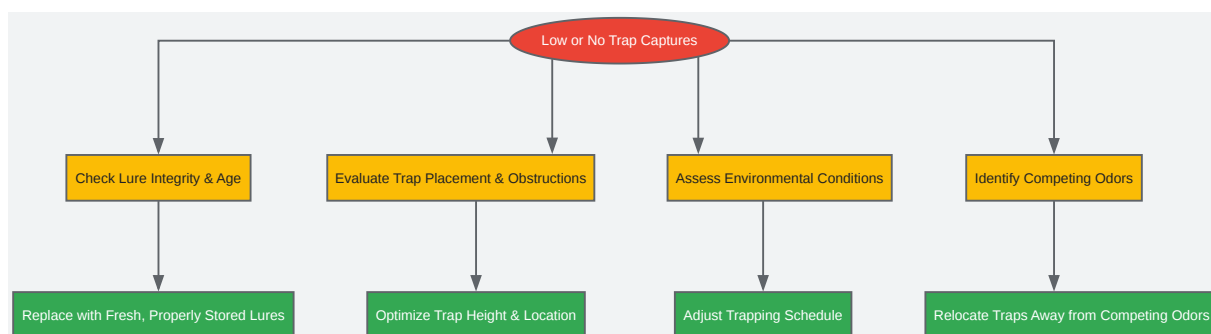 Low or No Trap Captures
Check Lure Integrity & Age
Evaluate Trap Placement & Obstructions
Assess Environmental Conditions
Identify Competing Odors
Replace with Fresh, Properly Stored Lures
Optimize Trap Height & Location
Adjust Trapping Schedule
Relocate Traps Away from Competing Odors